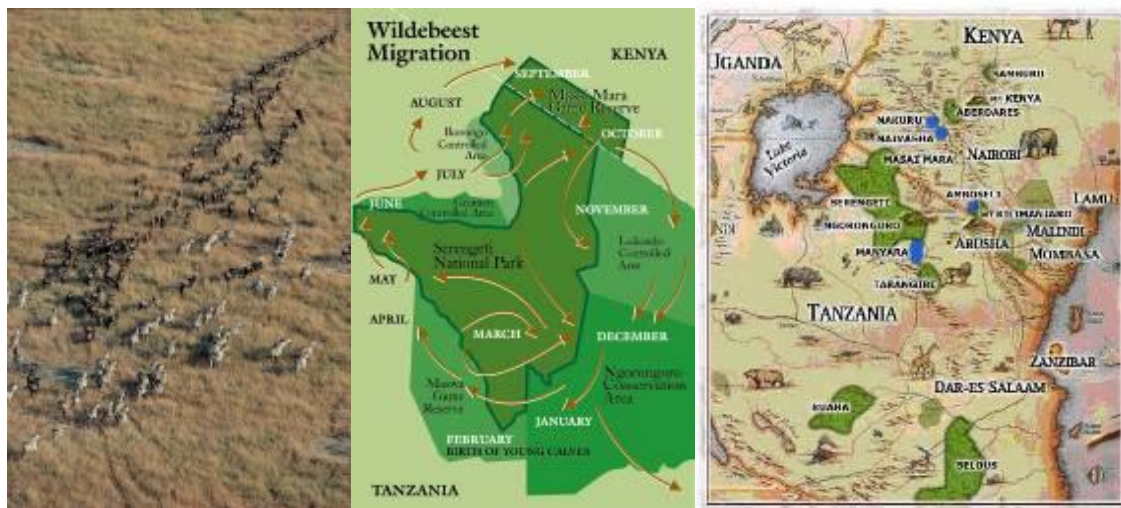 Wildebeest
Migration
KENYA
SEPTEMBER
Masai Mara
Game Reserve
AUGUST
OCTOBER
Controlled
Area
JULY
JUNE
Controlled Area
NOVEMBER
Serengeti
National Park
Controlled
Area
MAY
APRIL
MARCH
DECEMBER
Ngorongoro
Conservation
Area
Game
Reserve
JANUARY
FEBRUARY
BIRTH OF YOUNG CALVES
TANZANIA
KENYA
UGANDA
SAMBURU
MT KENYA
ABERDARES
NAKURU
NAIVASHA
NAIROBI
Lake
Victoria
MASAI MARA
AMBOSELI
LAMU
SERENGETI
MT KILIMANJARO
NGORONGORO
MALINDI
ARUSHA
MANYARA
MOMBASA
TARANGIRE
TANZANIA
ZANZIBAR
DAR-ES SALAAM
RUAHA
SELOUS